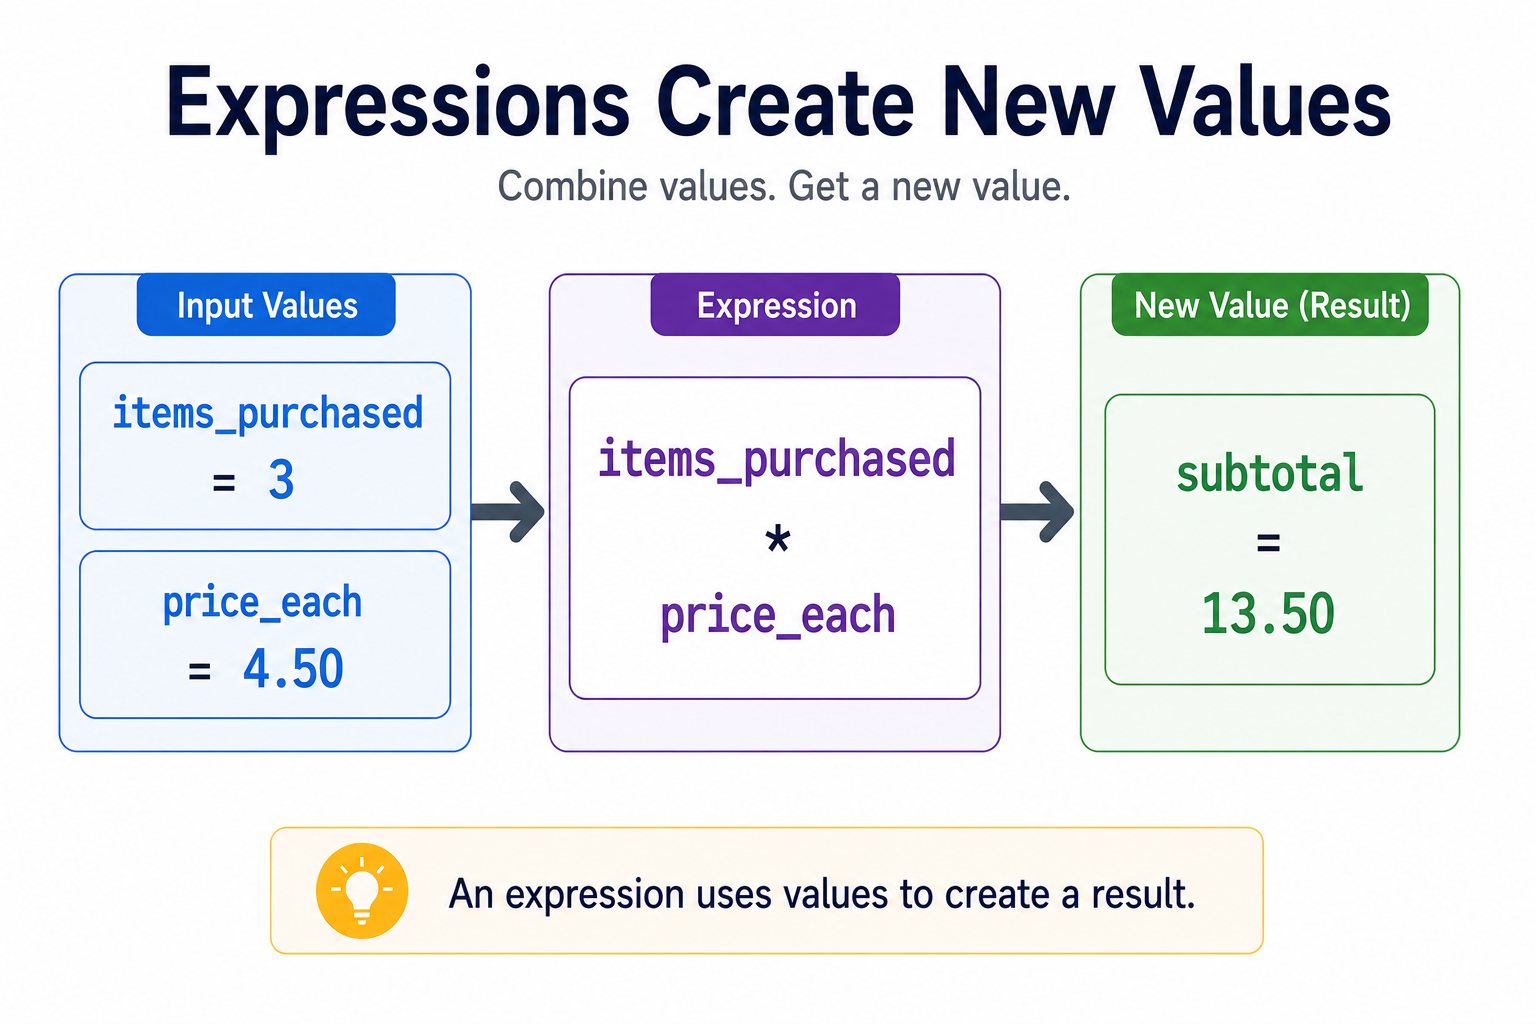 Expressions Create New Values
Combine values. Get a new value.
Input Values
items_purchased
= 3
price_each
= 4.50
Expression
items_purchased
*
price_each
New Value (Result)
subtotal
=
13.50
An expression uses values to create a result.